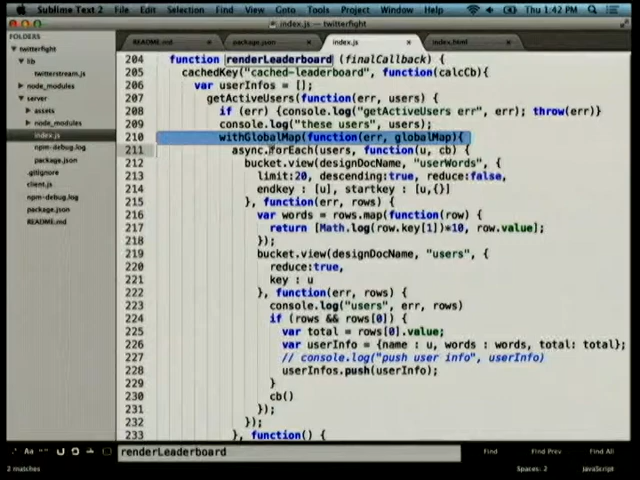 Sublime Text 2 File Edit Selection Find View Goto Tools Project Window Help Thu 1:42 PM
index.js — twitterfight
FOLDERS
twitterfight
lib
twitterstream.js
node_modules
server
assets
node_modules
index.js
npm-debug.log
package.json
.gitignore
client.js
npm-debug.log
package.json
README.md
README.md package.json index.js index.html
204 function renderLeaderboard (finalCallback) {
205 cachedKey("cached-leaderboard", function(calcCb){
206 var userInfos = [];
207 getActiveUsers(function(err, users) {
208 if (err) {console.log("getActiveUsers err", err); throw(err)}
209 console.log("these users", users);
210 withGlobalMap(function(err, globalMap){
211 async.forEach(users, function(u, cb) {
212 bucket.view(designDocName, "userWords", {
213 limit:20, descending:true, reduce:false,
214 endkey : [u], startkey : [u,{}]
215 }, function(err, rows) {
216 var words = rows.map(function(row) {
217 return [Math.log(row.key[1])*10, row.value];
218 });
219 bucket.view(designDocName, "users", {
220 reduce:true,
221 key : u
222 }, function(err, rows) {
223 console.log("users", err, rows)
224 if (rows && rows[0]) {
225 var total = rows[0].value;
226 var userInfo = {name : u, words : words, total: total};
227 // console.log("push user info", userInfo)
228 userInfos.push(userInfo);
229 }
230 cb()
231 });
232 });
233 }, function() {
.* Aa "" renderLeaderboard Find Find Prev Find All
2 matches Spaces: 2 JavaScript